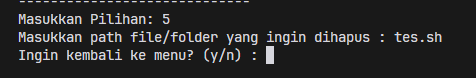 ------------------------------
Masukkan Pilihan: 5
Masukkan path file/folder yang ingin dihapus : tes.sh
Ingin kembali ke menu? (y/n) :